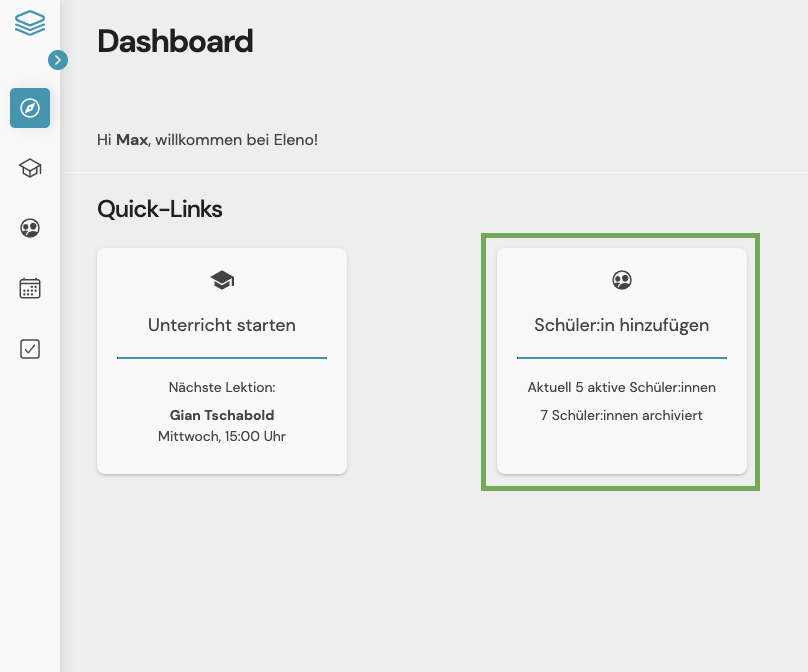 Dashboard
Hi Max, willkommen bei Eleno!
Quick-Links
Unterricht starten
Nächste Lektion:
Gian Tschabold
Mittwoch, 15:00 Uhr
Schüler:in hinzufügen
Aktuell 5 aktive Schüler:innen
7 Schüler:innen archiviert